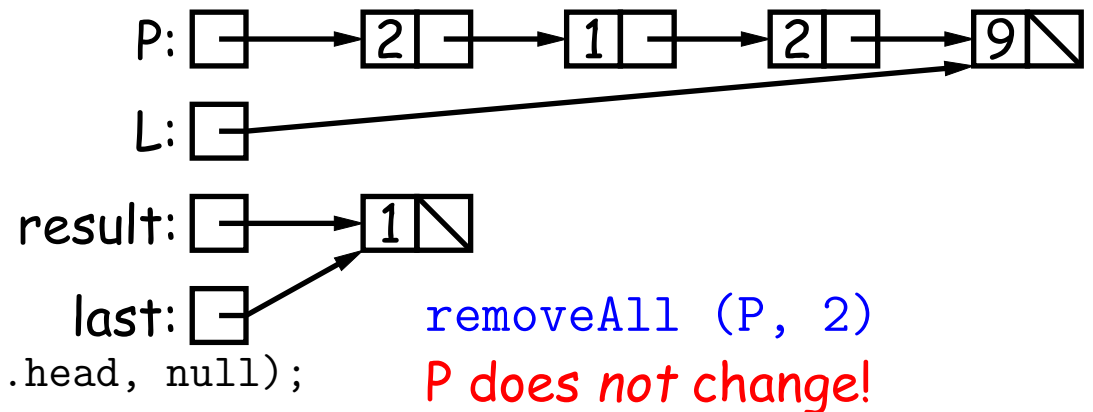 P: 2 1 2 9
L:
result: 1
last:
removeAll (P, 2)
.head, null);
P does not change!